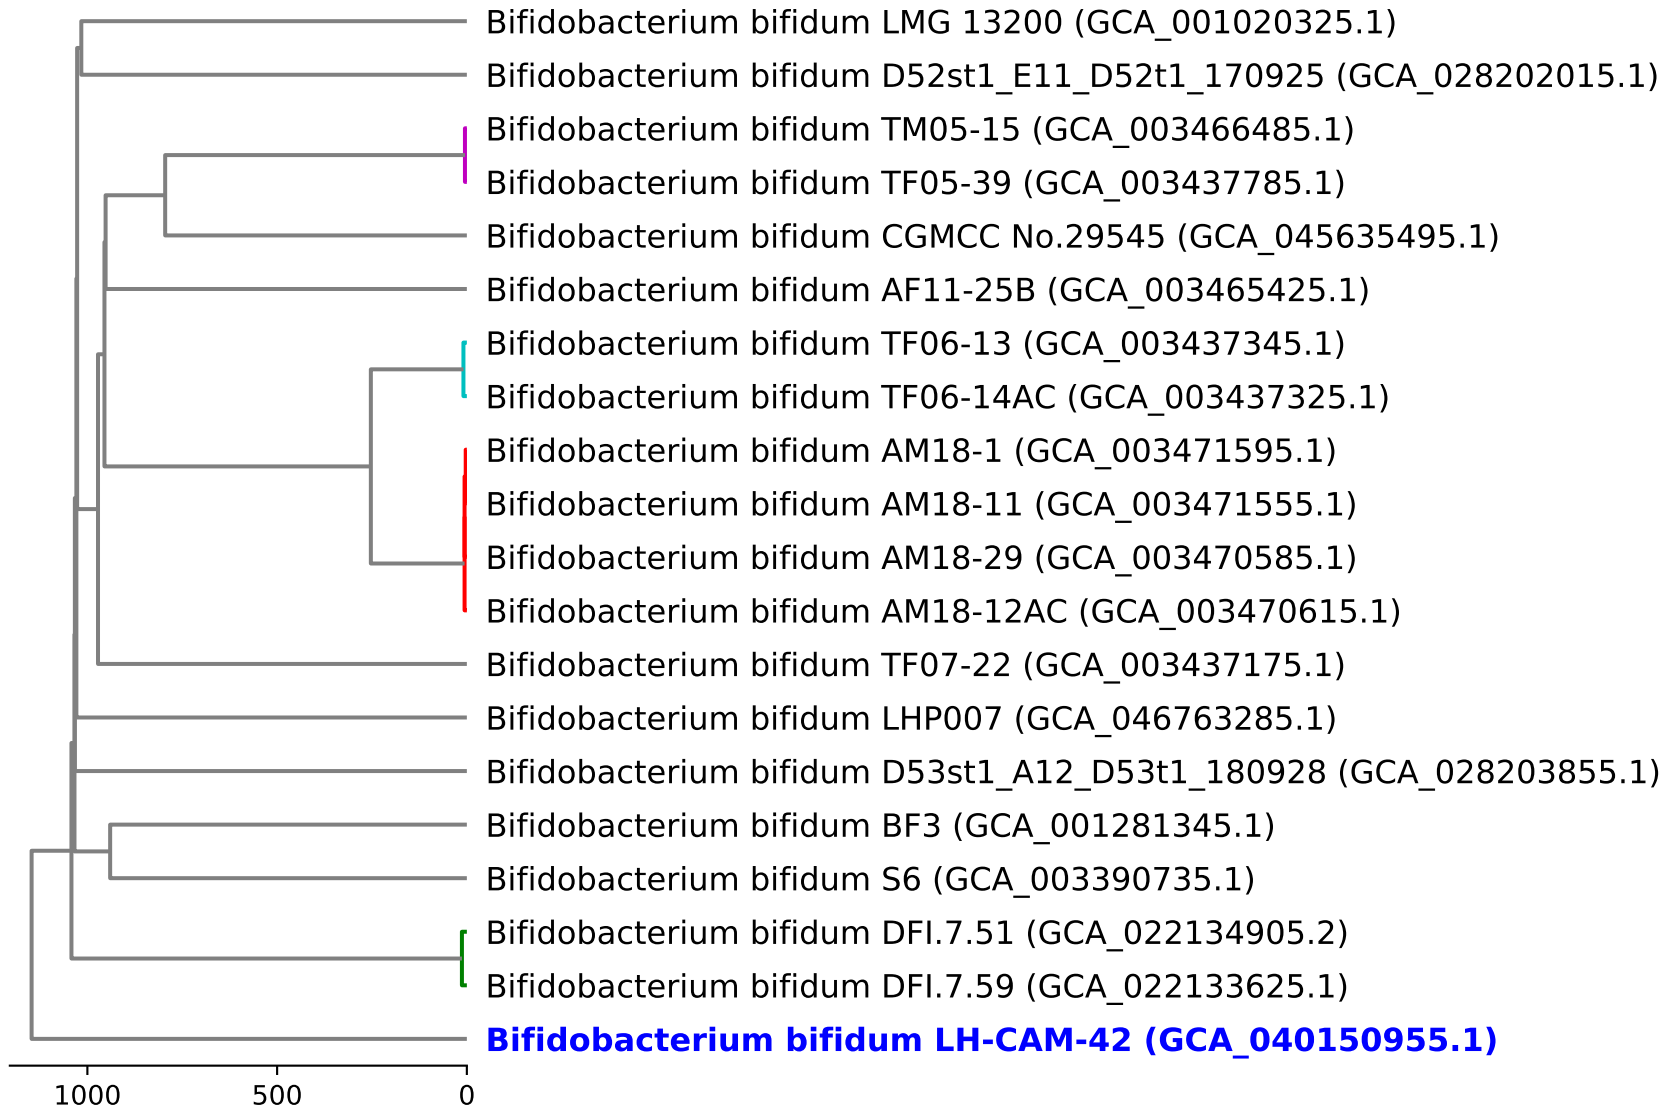 Bifidobacterium bifidum LMG 13200 (GCA_001020325.1)
Bifidobacterium bifidum D52st1_E11_D52t1_170925 (GCA_028202015.1)
Bifidobacterium bifidum TM05-15 (GCA_003466485.1)
Bifidobacterium bifidum TF05-39 (GCA_003437785.1)
Bifidobacterium bifidum CGMCC No.29545 (GCA_045635495.1)
Bifidobacterium bifidum AF11-25B (GCA_003465425.1)
Bifidobacterium bifidum TF06-13 (GCA_003437345.1)
Bifidobacterium bifidum TF06-14AC (GCA_003437325.1)
Bifidobacterium bifidum AM18-1 (GCA_003471595.1)
Bifidobacterium bifidum AM18-11 (GCA_003471555.1)
Bifidobacterium bifidum AM18-29 (GCA_003470585.1)
Bifidobacterium bifidum AM18-12AC (GCA_003470615.1)
Bifidobacterium bifidum TF07-22 (GCA_003437175.1)
Bifidobacterium bifidum LHP007 (GCA_046763285.1)
Bifidobacterium bifidum D53st1_A12_D53t1_180928 (GCA_028203855.1)
Bifidobacterium bifidum BF3 (GCA_001281345.1)
Bifidobacterium bifidum S6 (GCA_003390735.1)
Bifidobacterium bifidum DFI.7.51 (GCA_022134905.2)
Bifidobacterium bifidum DFI.7.59 (GCA_022133625.1)
Bifidobacterium bifidum LH-CAM-42 (GCA_040150955.1)
1000 500 0